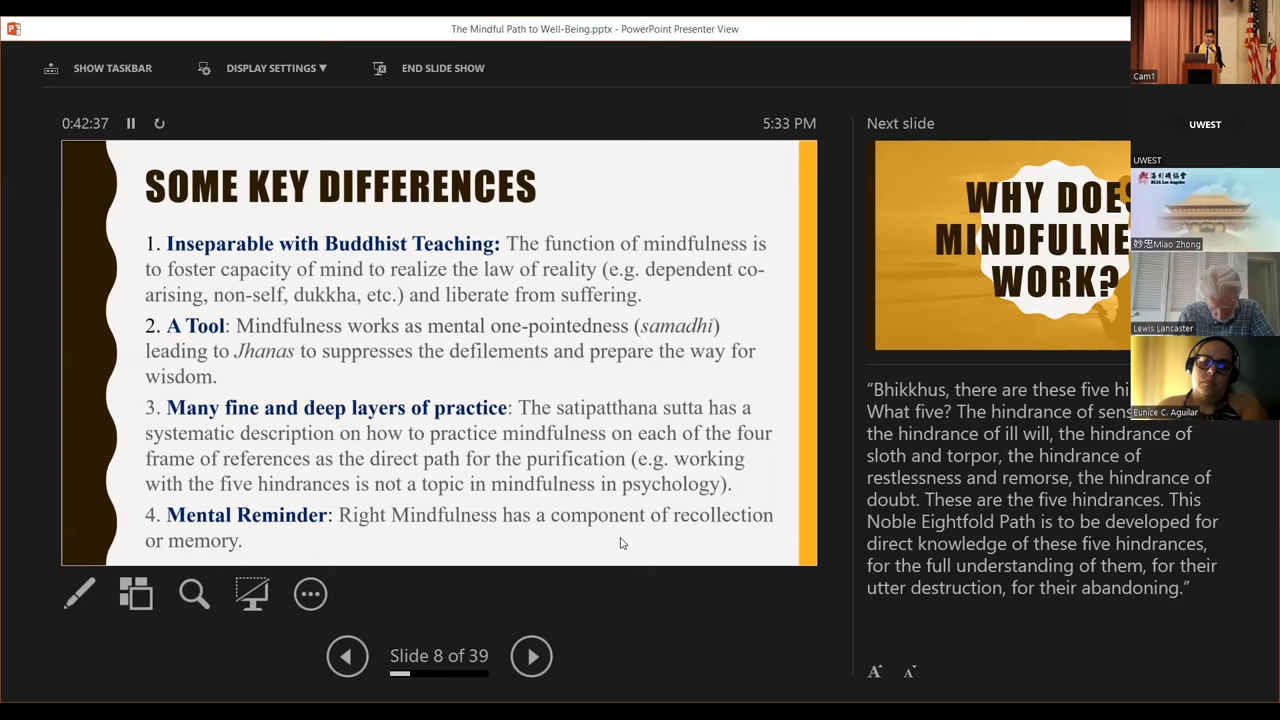 The Mindful Path to Well-Being.pptx - PowerPoint Presenter View
SHOW TASKBAR
DISPLAY SETTINGS ▼
END SLIDE SHOW
0:42:37
5:33 PM
SOME KEY DIFFERENCES
1. Inseparable with Buddhist Teaching: The function of mindfulness is
to foster capacity of mind to realize the law of reality (e.g. dependent co-
arising, non-self, dukkha, etc.) and liberate from suffering.
2. A Tool: Mindfulness works as mental one-pointedness (samadhi)
leading to Jhanas to suppresses the defilements and prepare the way for
wisdom.
3. Many fine and deep layers of practice: The satipatthana sutta has a
systematic description on how to practice mindfulness on each of the four
frame of references as the direct path for the purification (e.g. working
with the five hindrances is not a topic in mindfulness in psychology).
4. Mental Reminder: Right Mindfulness has a component of recollection
or memory.
Slide 8 of 39
Next slide
WHY DOE
MINDFULNE
WORK?
"Bhikkhus, there are these five hi
What five? The hindrance of sens
the hindrance of ill will, the hindrance of
sloth and torpor, the hindrance of
restlessness and remorse, the hindrance of
doubt. These are the five hindrances. This
Noble Eightfold Path is to be developed for
direct knowledge of these five hindrances,
for the full understanding of them, for their
utter destruction, for their abandoning."
A A
Cam1
UWEST
UWEST
BLIA Los Angeles
妙忠Miao Zhong
Lewis Lancaster
Eunice C. Aguilar